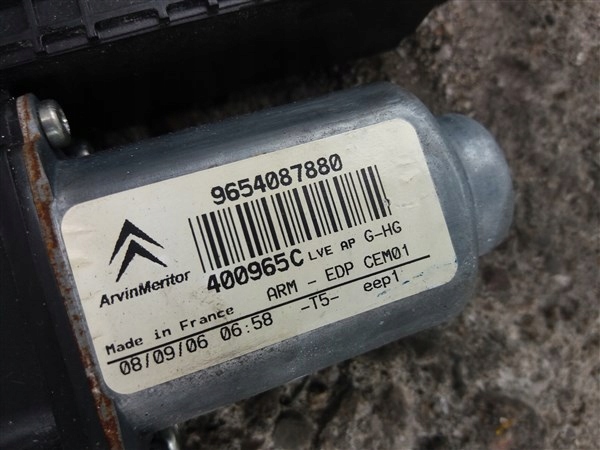 9654087880
400965C LVE AP G-HG
ArvinMeritor
ARM - EDP CEM01
Made in France -T5- eep1
08/09/06 06:58